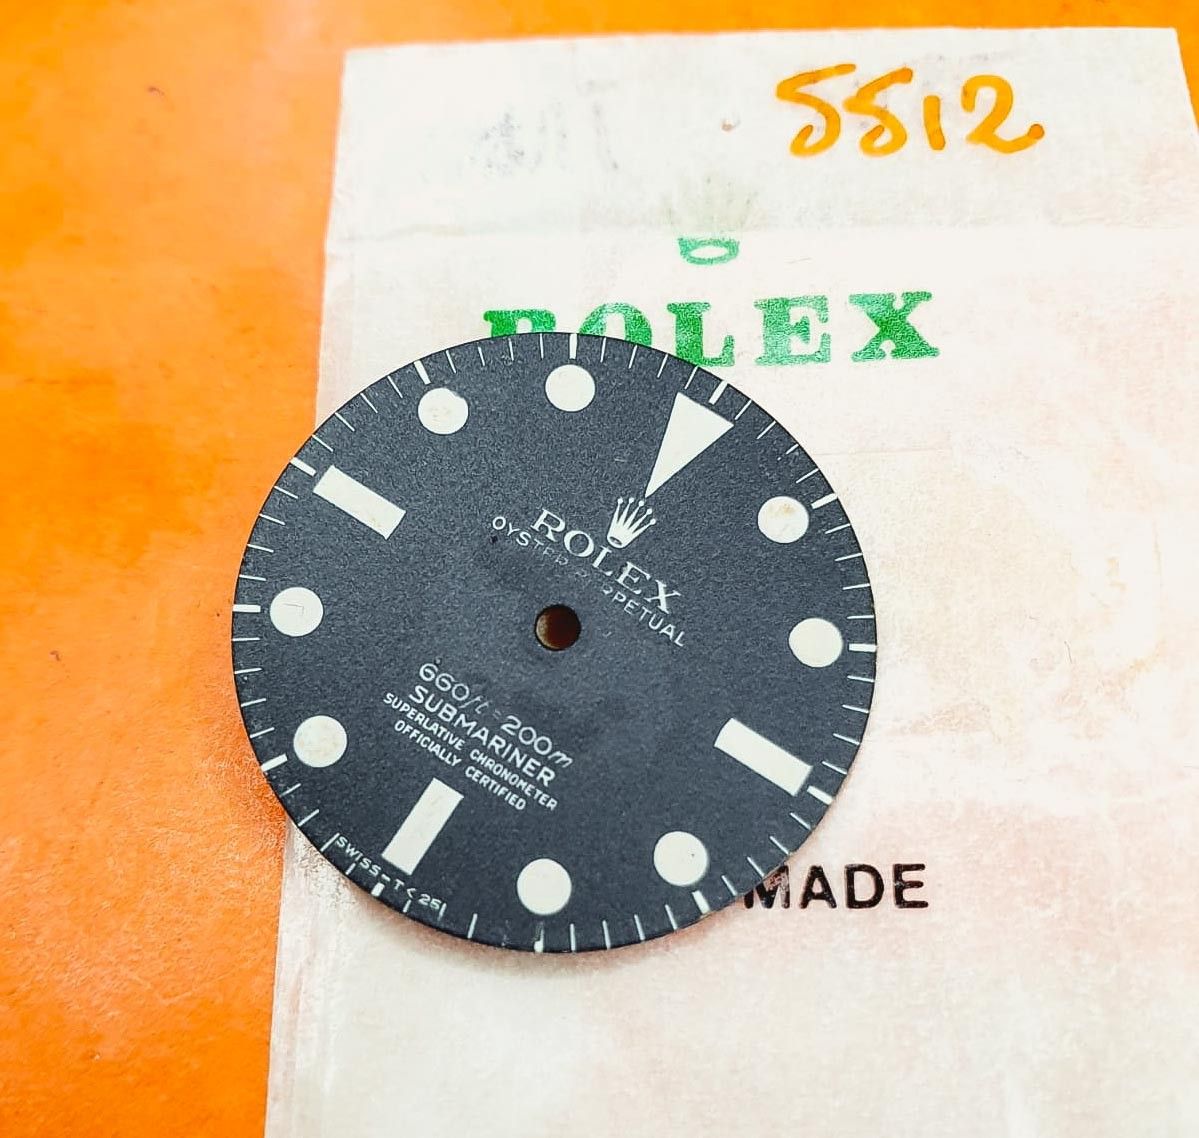 5512
ROLEX
ROLEX
OYSTER PERPETUAL
660ft = 200m
SUBMARINER
SUPERLATIVE CHRONOMETER
OFFICIALLY CERTIFIED
SWISS-T<25
MADE